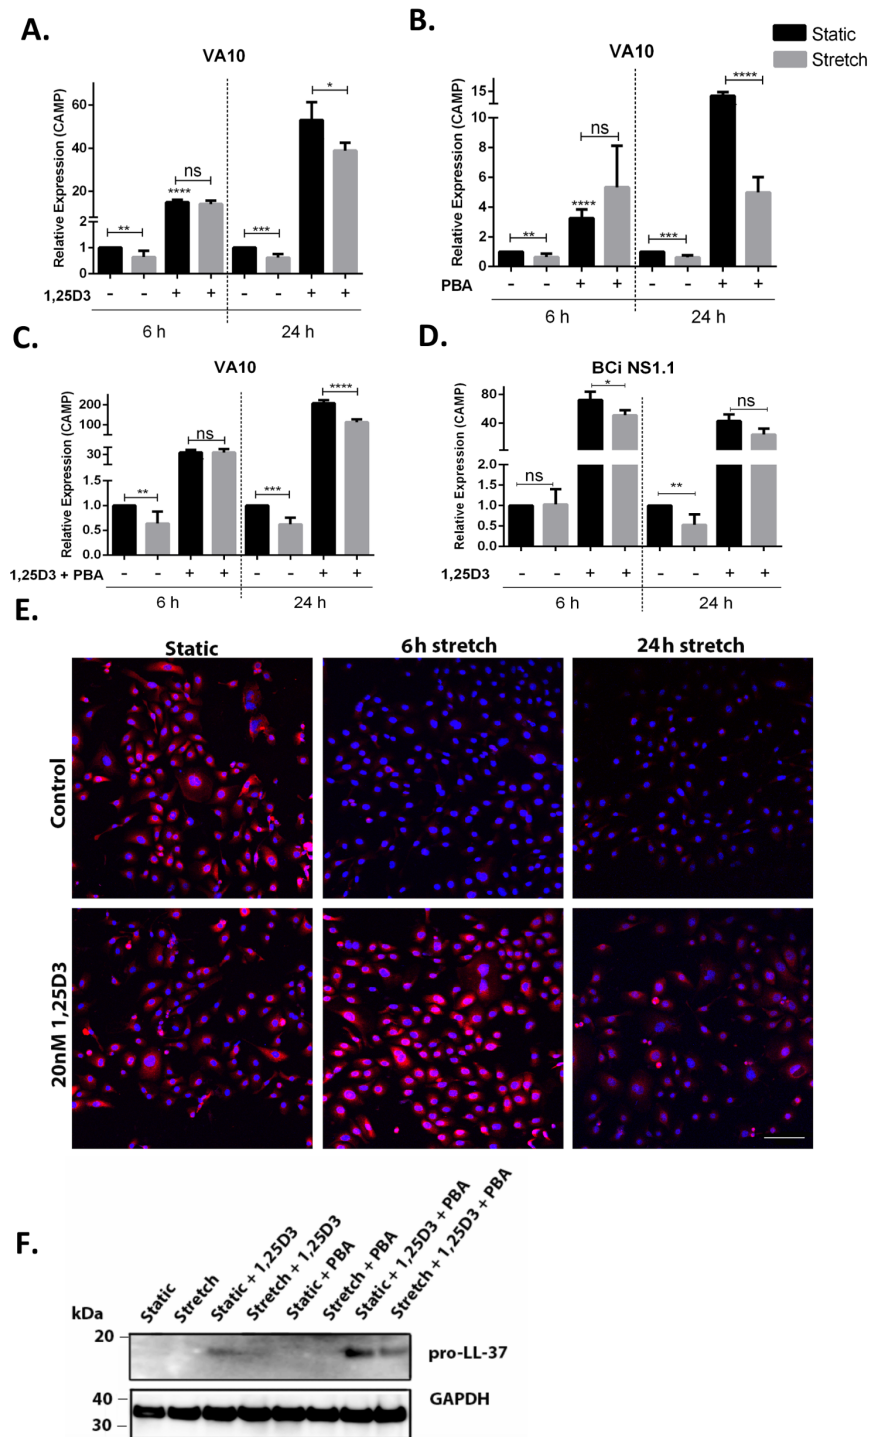 A.
VA10
Relative Expression (CAMP)
60
40
20
2
1
0
** ns **** *** *
1,25D3 - - + + - - + +
6 h 24 h
B.
VA10
Static
Stretch
Relative Expression (CAMP)
15
10
8
6
4
2
0
** ns **** *** ****
PBA - - + + - - + +
6 h 24 h
C.
VA10
Relative Expression (CAMP)
200
100
30
1.5
1.0
0.5
0.0
** ns *** ****
1,25D3 + PBA - - + + - - + +
6 h 24 h
D.
BCi NS1.1
Relative Expression (CAMP)
80
40
2.0
1.5
1.0
0.5
0.0
ns * ** ns
1,25D3 - - + + - - + +
6 h 24 h
E.
Static 6h stretch 24h stretch
Control
20nM 1,25D3
F.
kDa
Static
Stretch
Static + 1,25D3
Stretch + 1,25D3
Static + PBA
Stretch + PBA
Static + 1,25D3 + PBA
Stretch + 1,25D3 + PBA
20
pro-LL-37
40
30
GAPDH